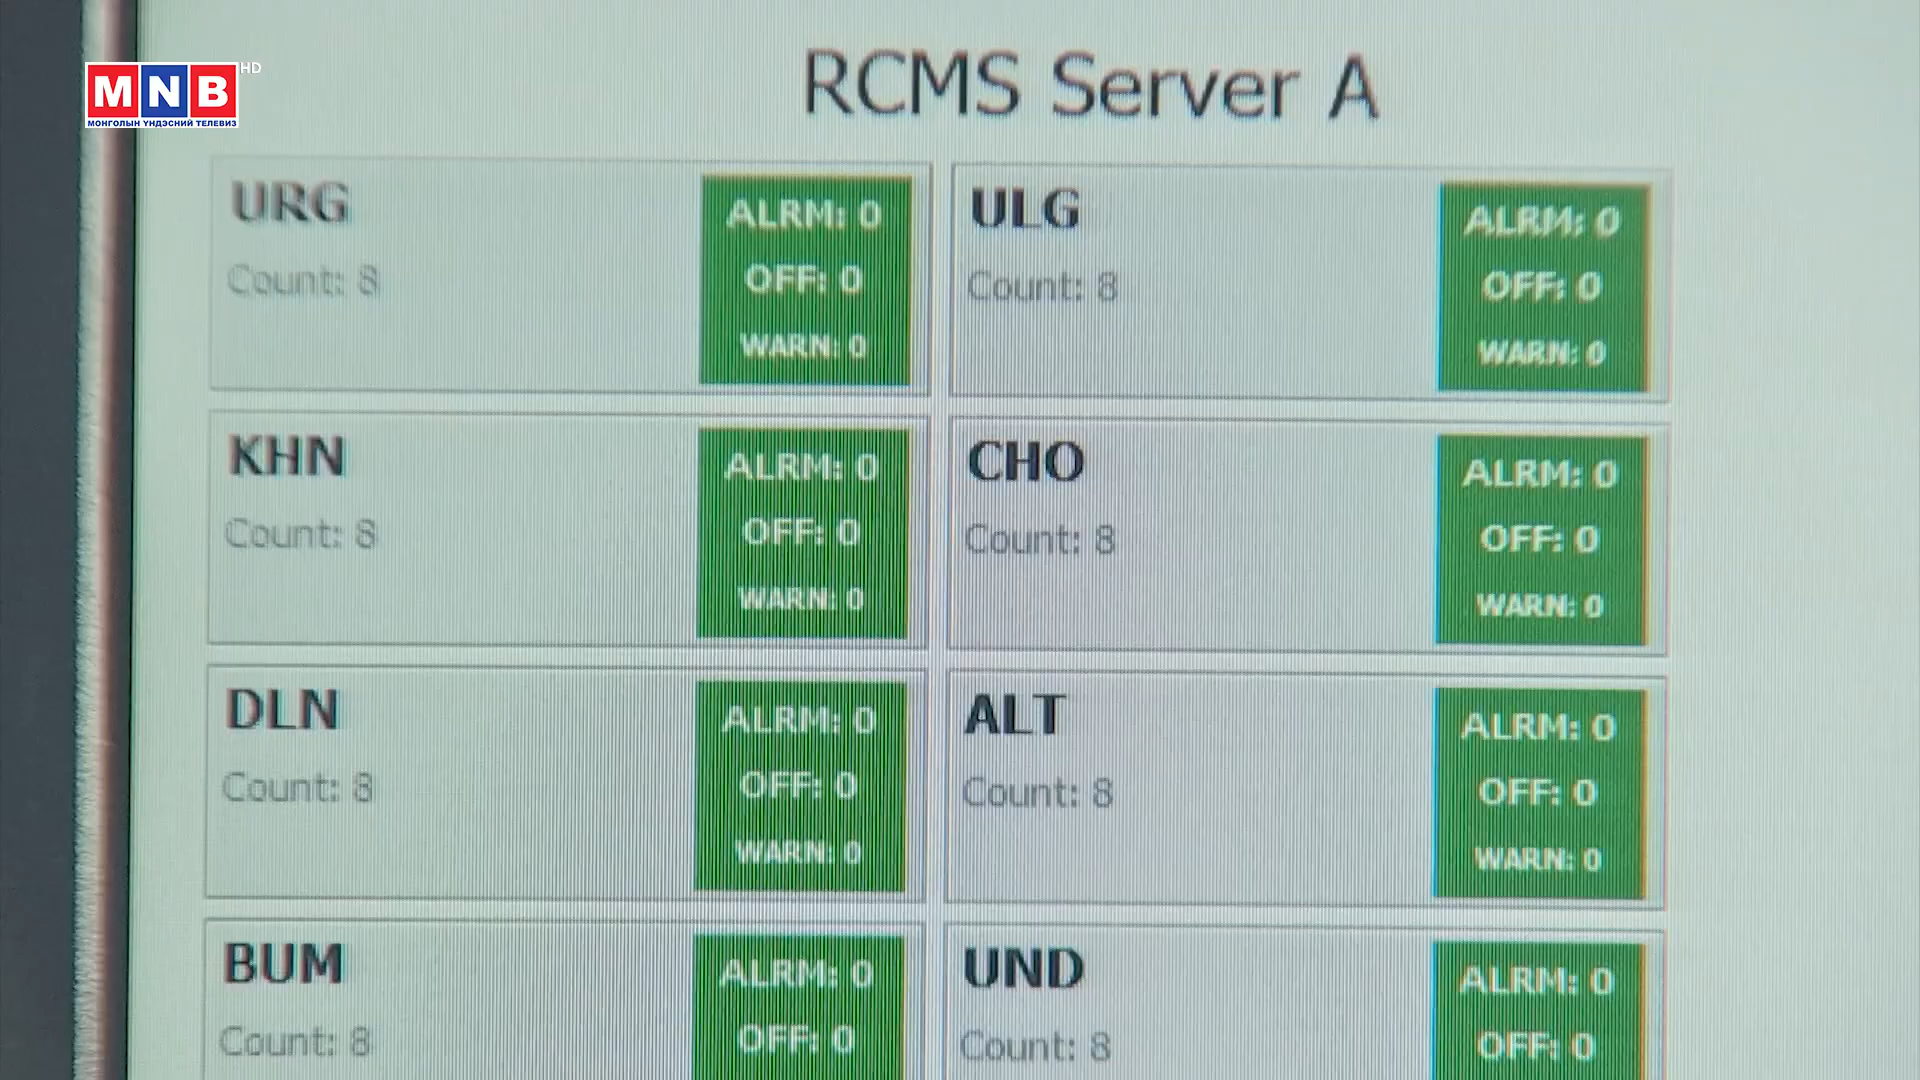 MNB HD
МОНГОЛЫН ҮНДЭСНИЙ ТЕЛЕВИЗ
RCMS Server A
URG
Count: 8
ALRM: 0
OFF: 0
WARN: 0
ULG
Count: 8
ALRM: 0
OFF: 0
WARN: 0
KHN
Count: 8
ALRM: 0
OFF: 0
WARN: 0
CHO
Count: 8
ALRM: 0
OFF: 0
WARN: 0
DLN
Count: 8
ALRM: 0
OFF: 0
WARN: 0
ALT
Count: 8
ALRM: 0
OFF: 0
WARN: 0
BUM
Count: 8
ALRM: 0
OFF: 0
UND
Count: 8
ALRM: 0
OFF: 0